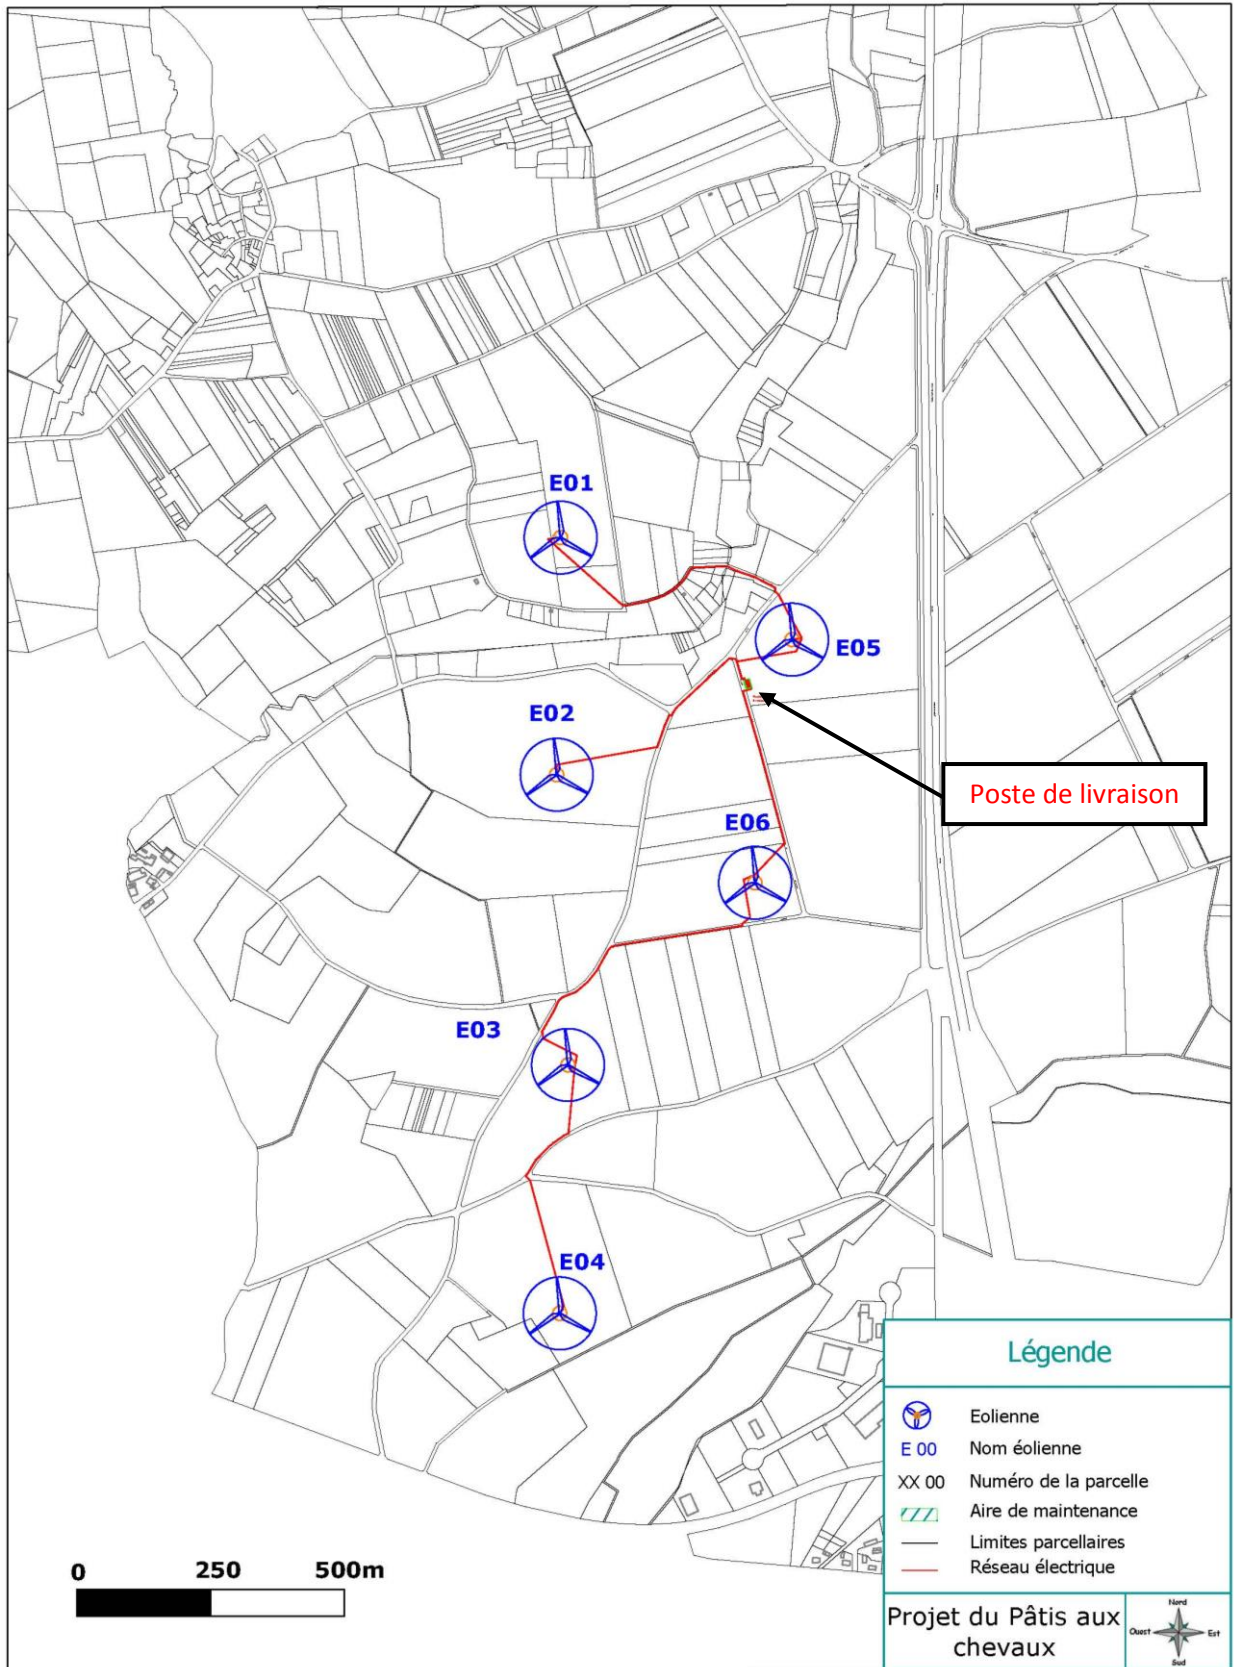 E01
E05
E02
Poste de livraison
E06
E03
E04
Légende
Eolienne
E 00 Nom éolienne
XX 00 Numéro de la parcelle
Aire de maintenance
Limites parcellaires
Réseau électrique
0 250 500m
Projet du Pâtis aux
chevaux
Nord
Ouest Est
Sud